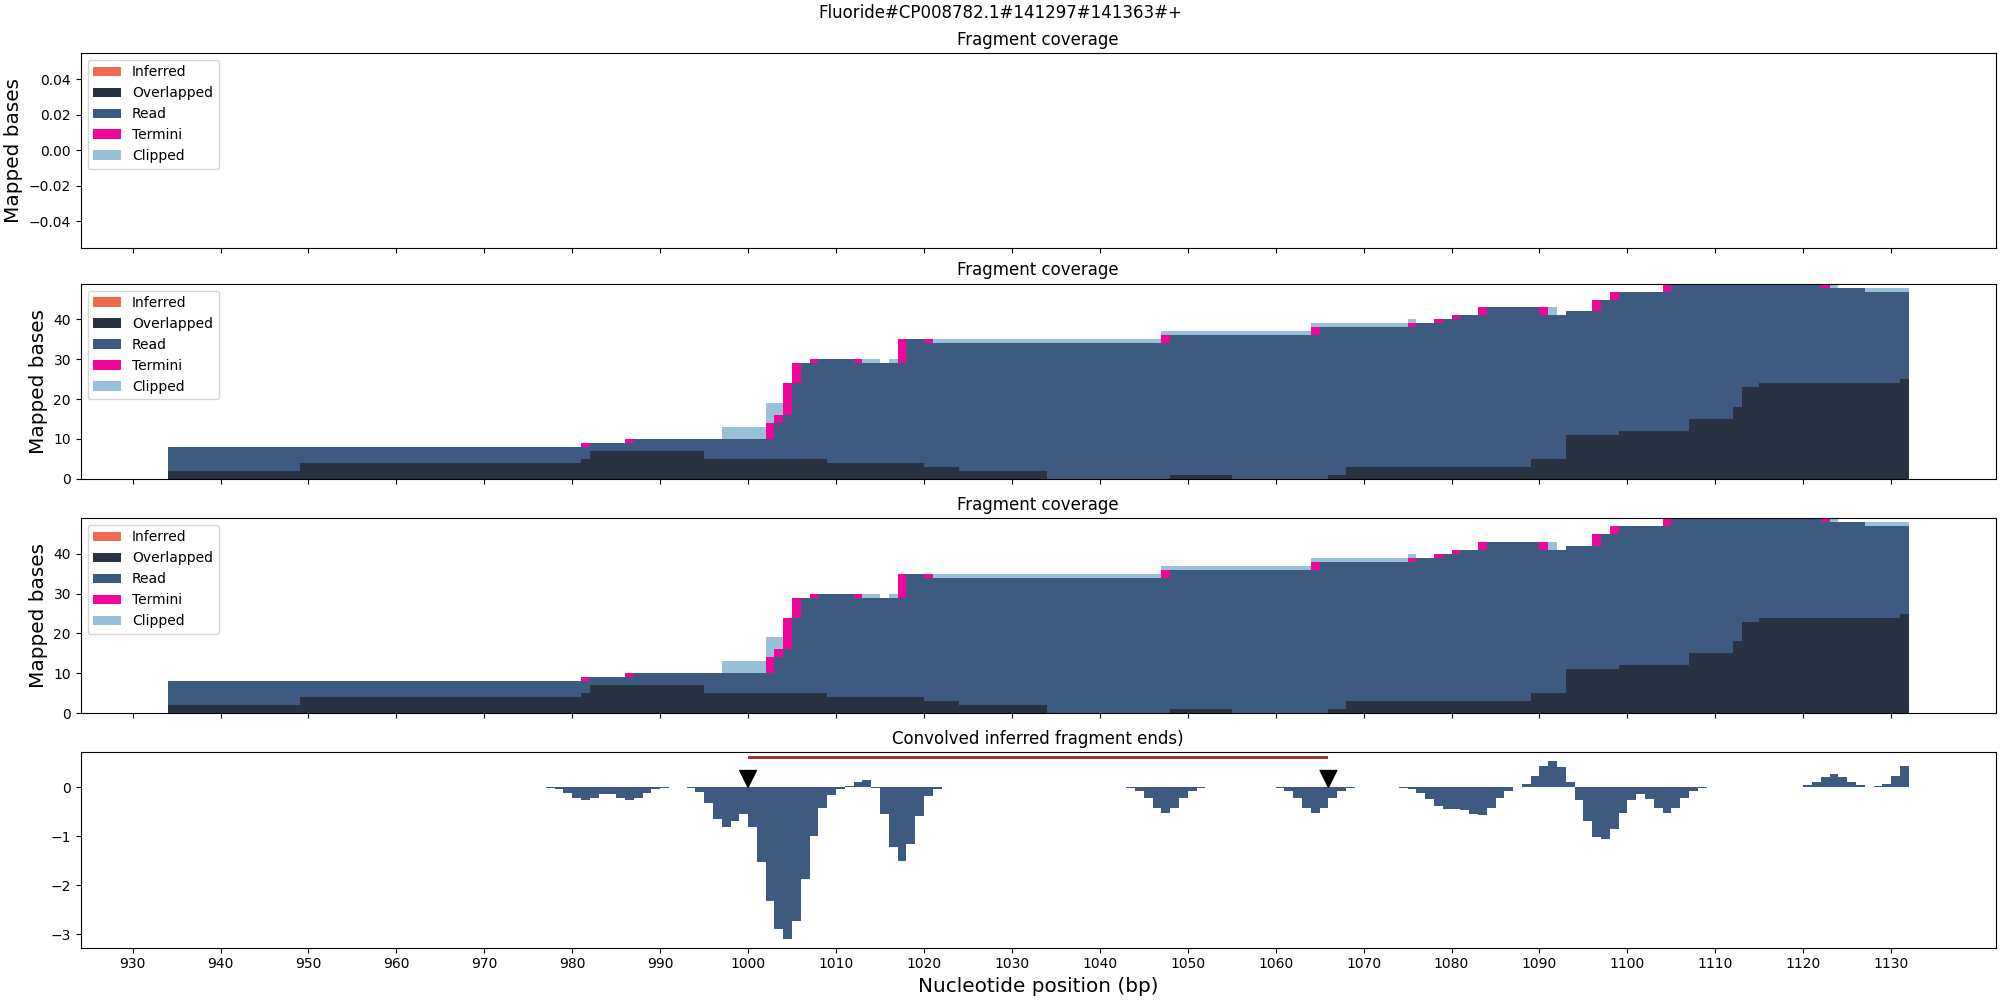 Fluoride#CP008782.1#141297#141363#+
Fragment coverage
Mapped bases
0.04
0.02
0.00
−0.02
−0.04
Inferred
Overlapped
Read
Termini
Clipped
Fragment coverage
Mapped bases
40
30
20
10
0
Inferred
Overlapped
Read
Termini
Clipped
Fragment coverage
Mapped bases
40
30
20
10
0
Inferred
Overlapped
Read
Termini
Clipped
Convolved inferred fragment ends)
0
−1
−2
−3
930 940 950 960 970 980 990 1000 1010 1020 1030 1040 1050 1060 1070 1080 1090 1100 1110 1120 1130
Nucleotide position (bp)